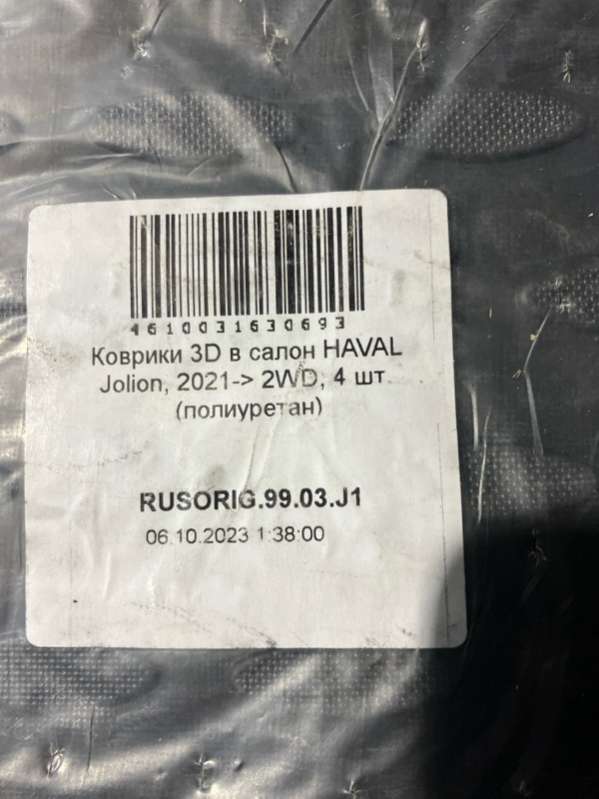 4610031630693
Коврики 3D в салон HAVAL
Jolion, 2021-> 2WD, 4 шт.
(полиуретан)
RUSORIG.99.03.J1
06.10.2023 1:38:00